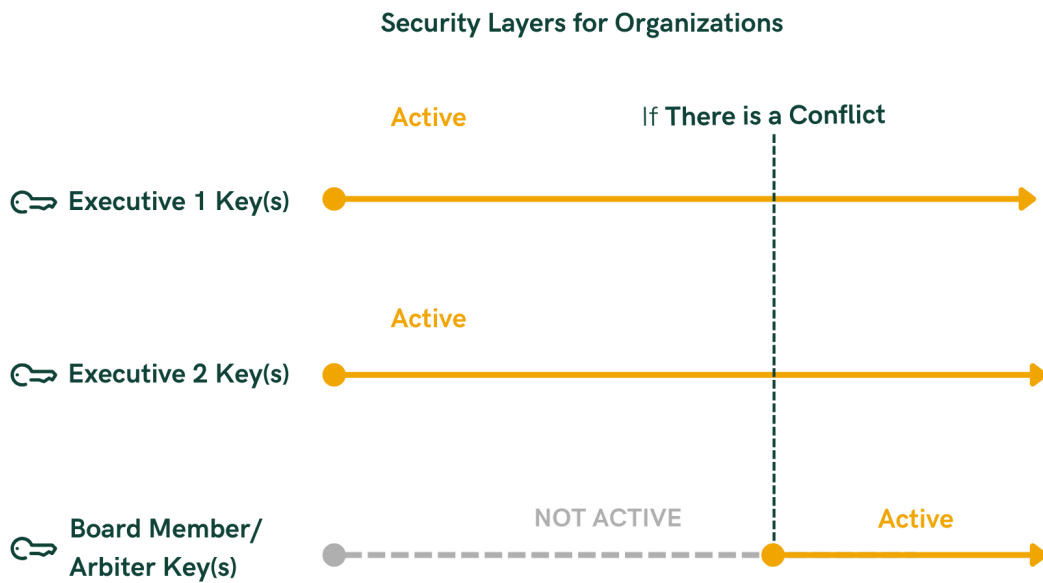 Security Layers for Organizations
Active
If There is a Conflict
Executive 1 Key(s)
Active
Executive 2 Key(s)
NOT ACTIVE
Active
Board Member/
Arbiter Key(s)